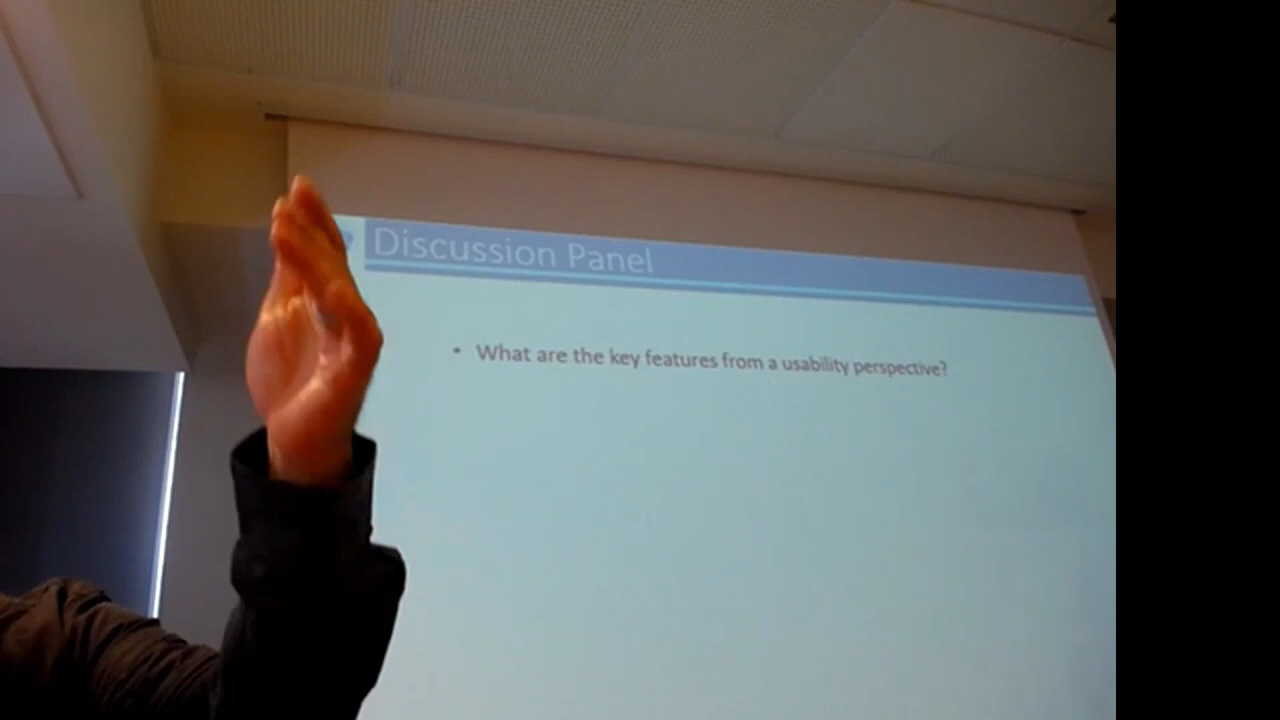 Discussion Panel
• What are the key features from a usability perspective?